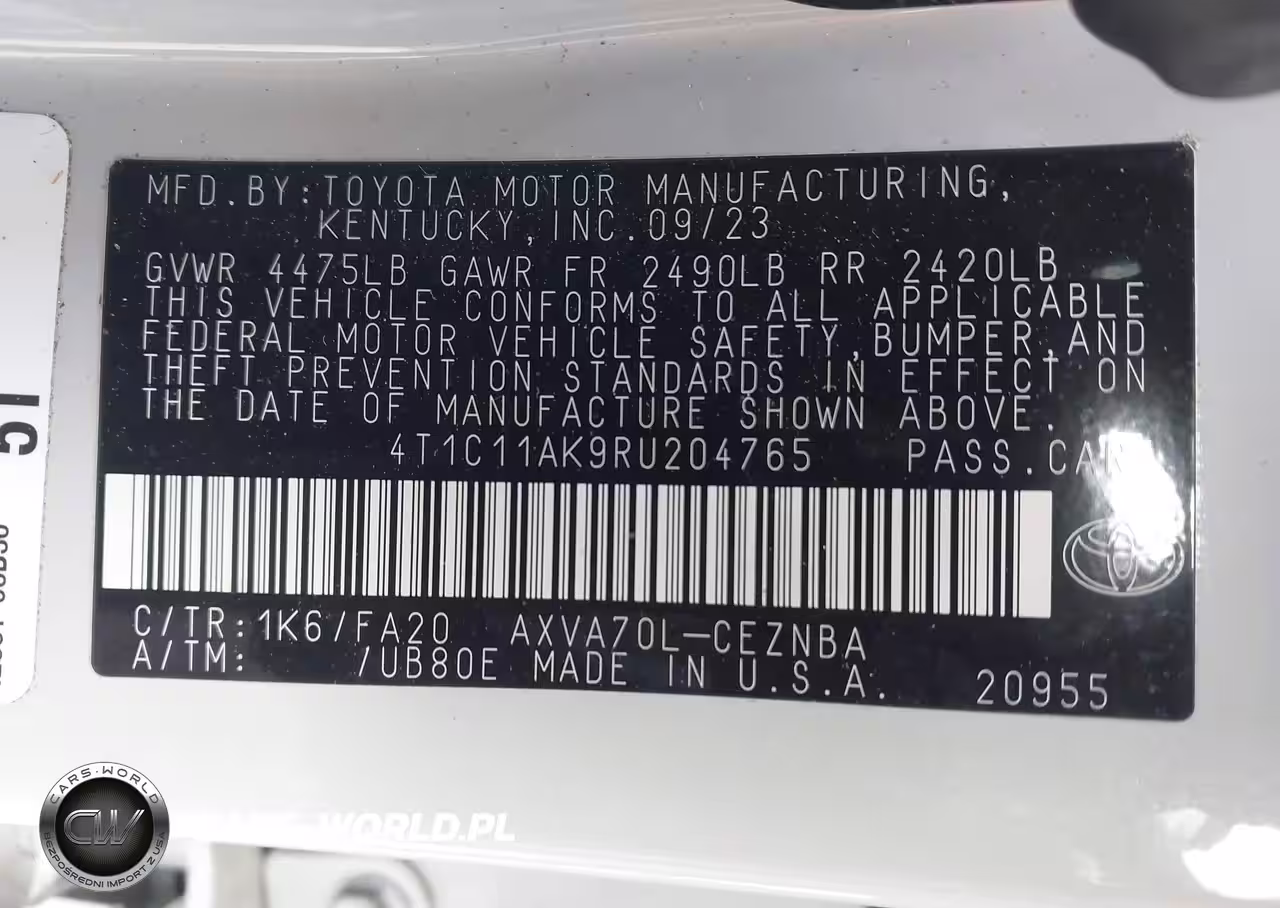 MFD.BY:TOYOTA MOTOR MANUFACTURING,
KENTUCKY,INC.09/23
GVWR 4475LB GAWR FR 2490LB RR 2420LB
THIS VEHICLE CONFORMS TO ALL APPLICABLE
FEDERAL MOTOR VEHICLE SAFETY,BUMPER,AND
THEFT PREVENTION STANDARDS IN EFFECT ON
THE DATE OF MANUFACTURE SHOWN ABOVE.
4T1C11AK9RU204765 PASS.CAR
C/TR:1K6/FA20 AXVA70L-CEZNBA
A/TM: /UB80E MADE IN U.S.A. 20955
CARS-WORLD
CW
BEZPOŚREDNI IMPORT Z USA
WORLD.PL